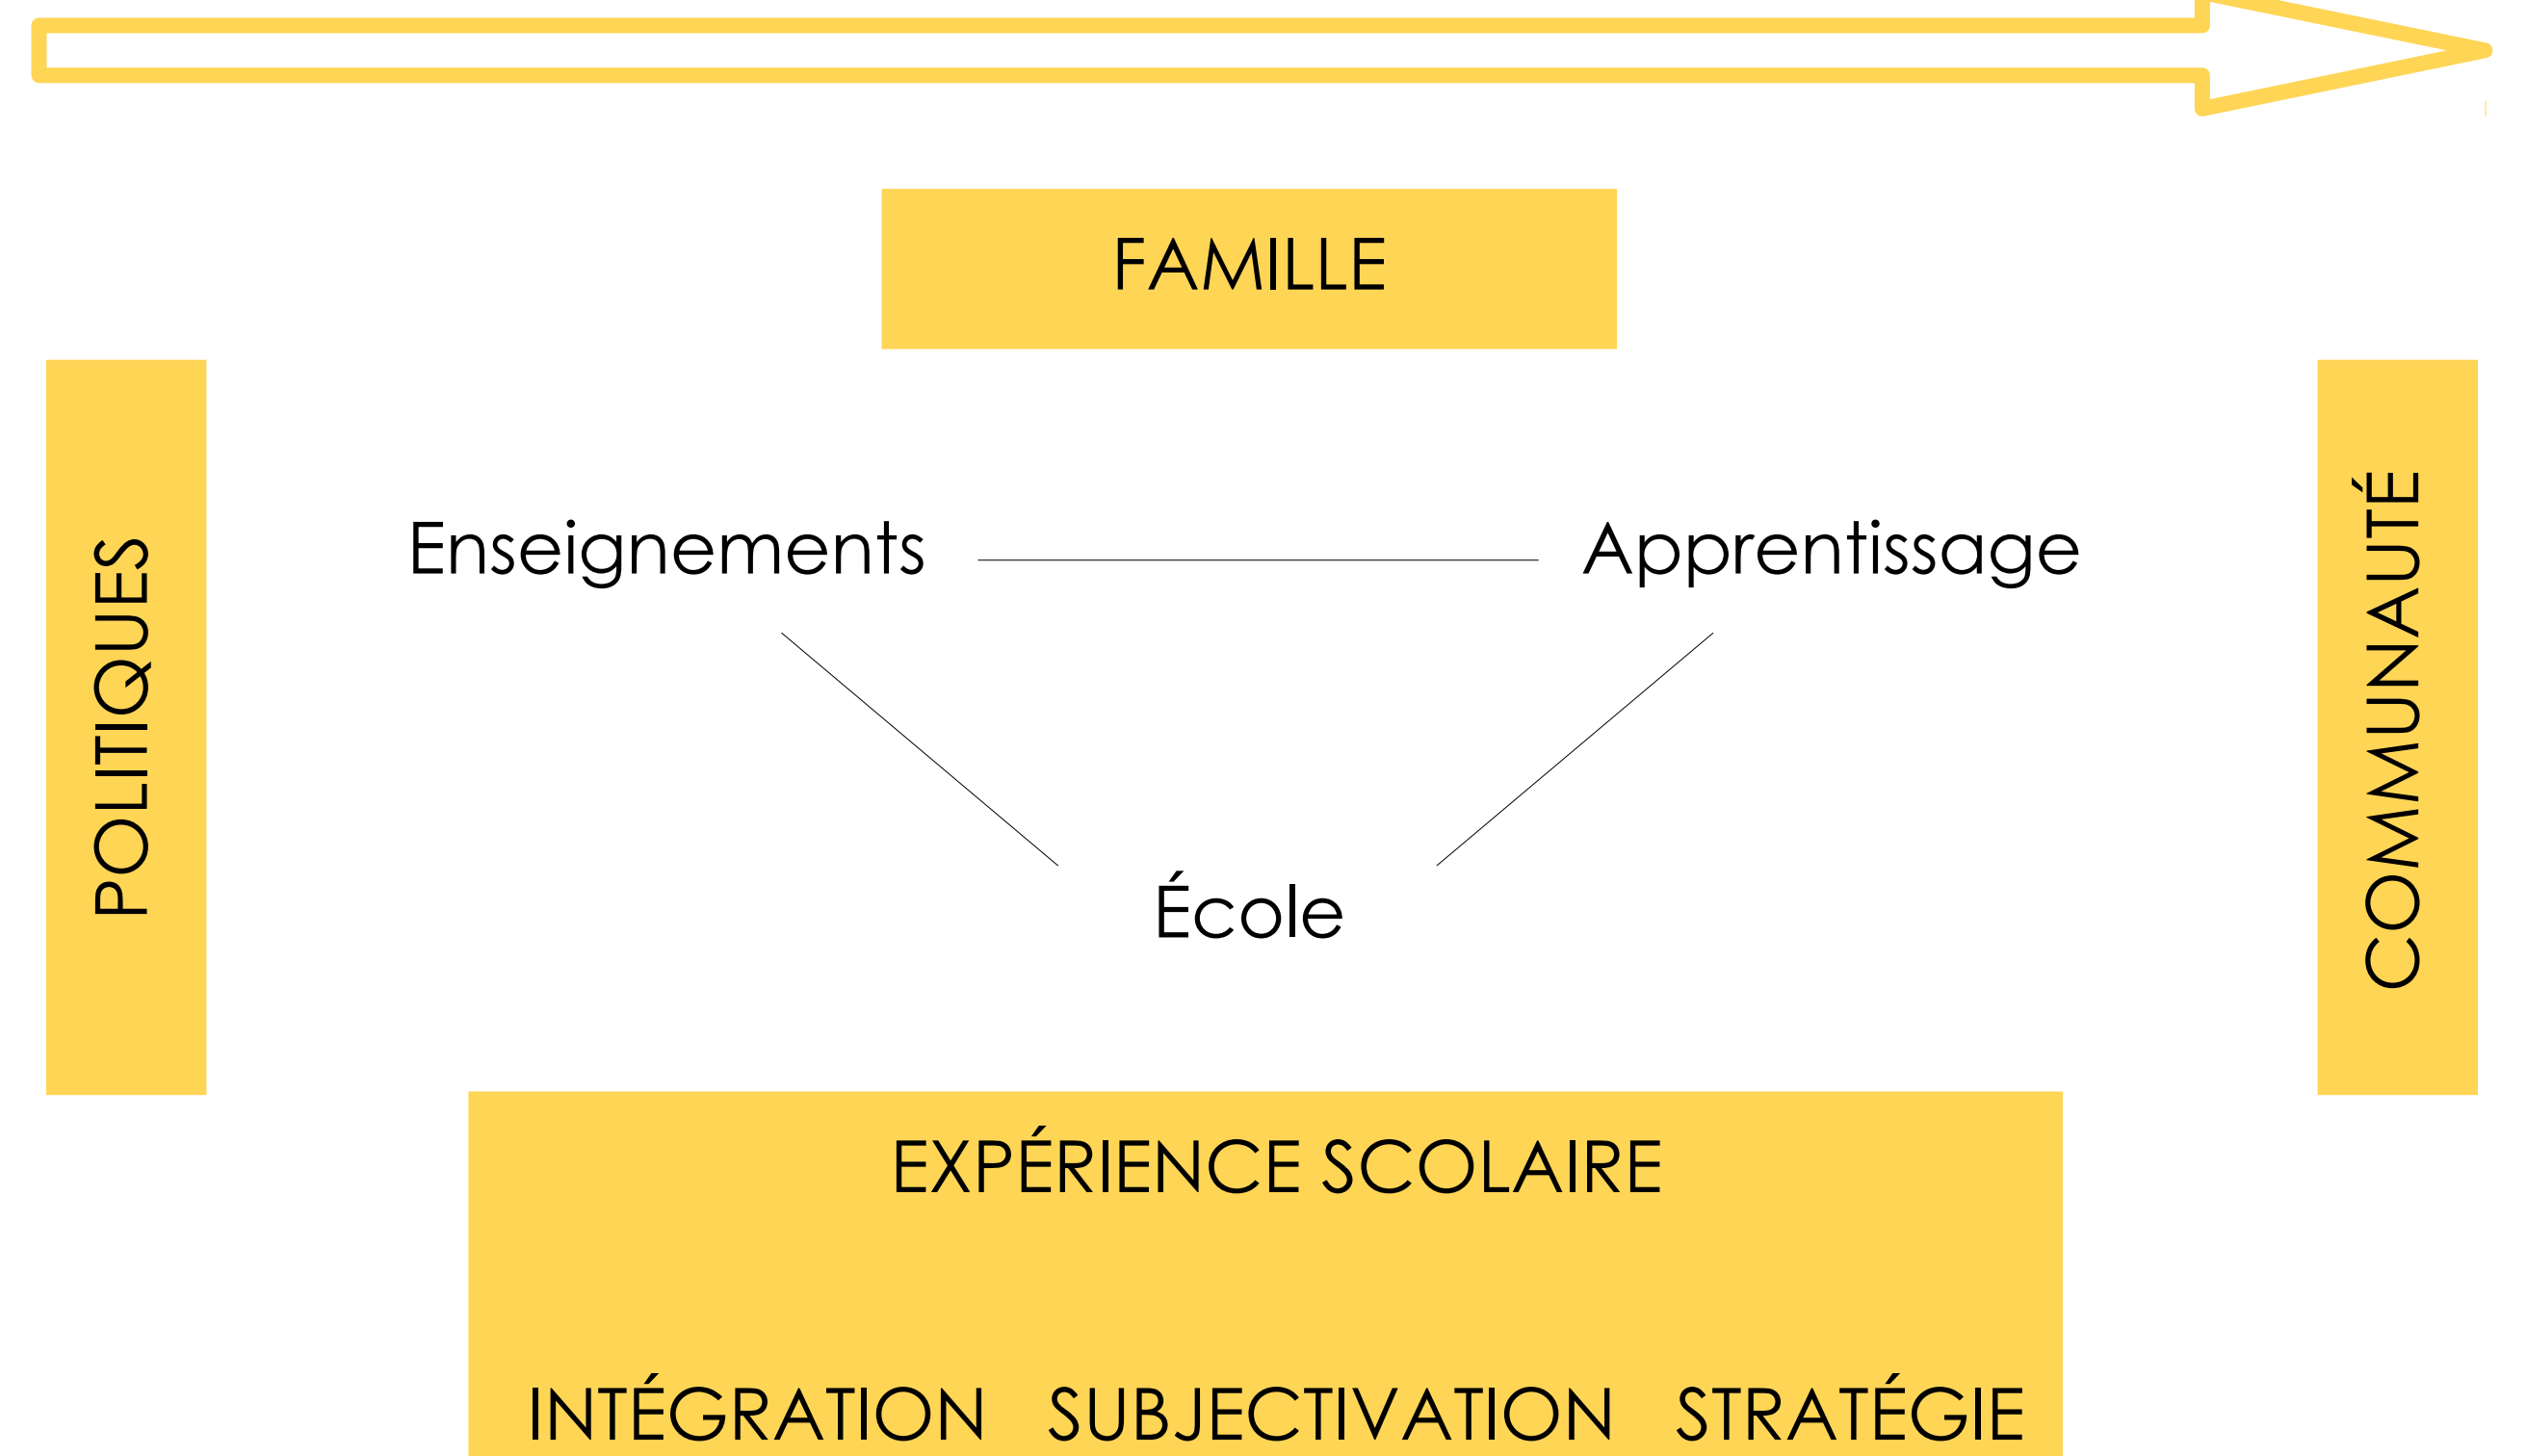 FAMILLE
POLITIQUES
Enseignements
Apprentissage
COMMUNAUTÉ
École
EXPÉRIENCE SCOLAIRE
INTÉGRATION SUBJECTIVATION STRATÉGIE